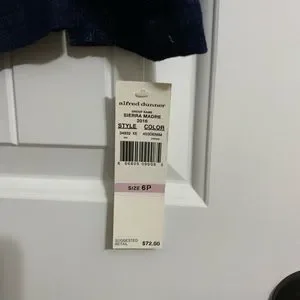 alfred dunner
GROUP NAME
SIERRA MADRE
2016
STYLE COLOR
SIZE 6P
SUGGESTED
RETAIL $72.00